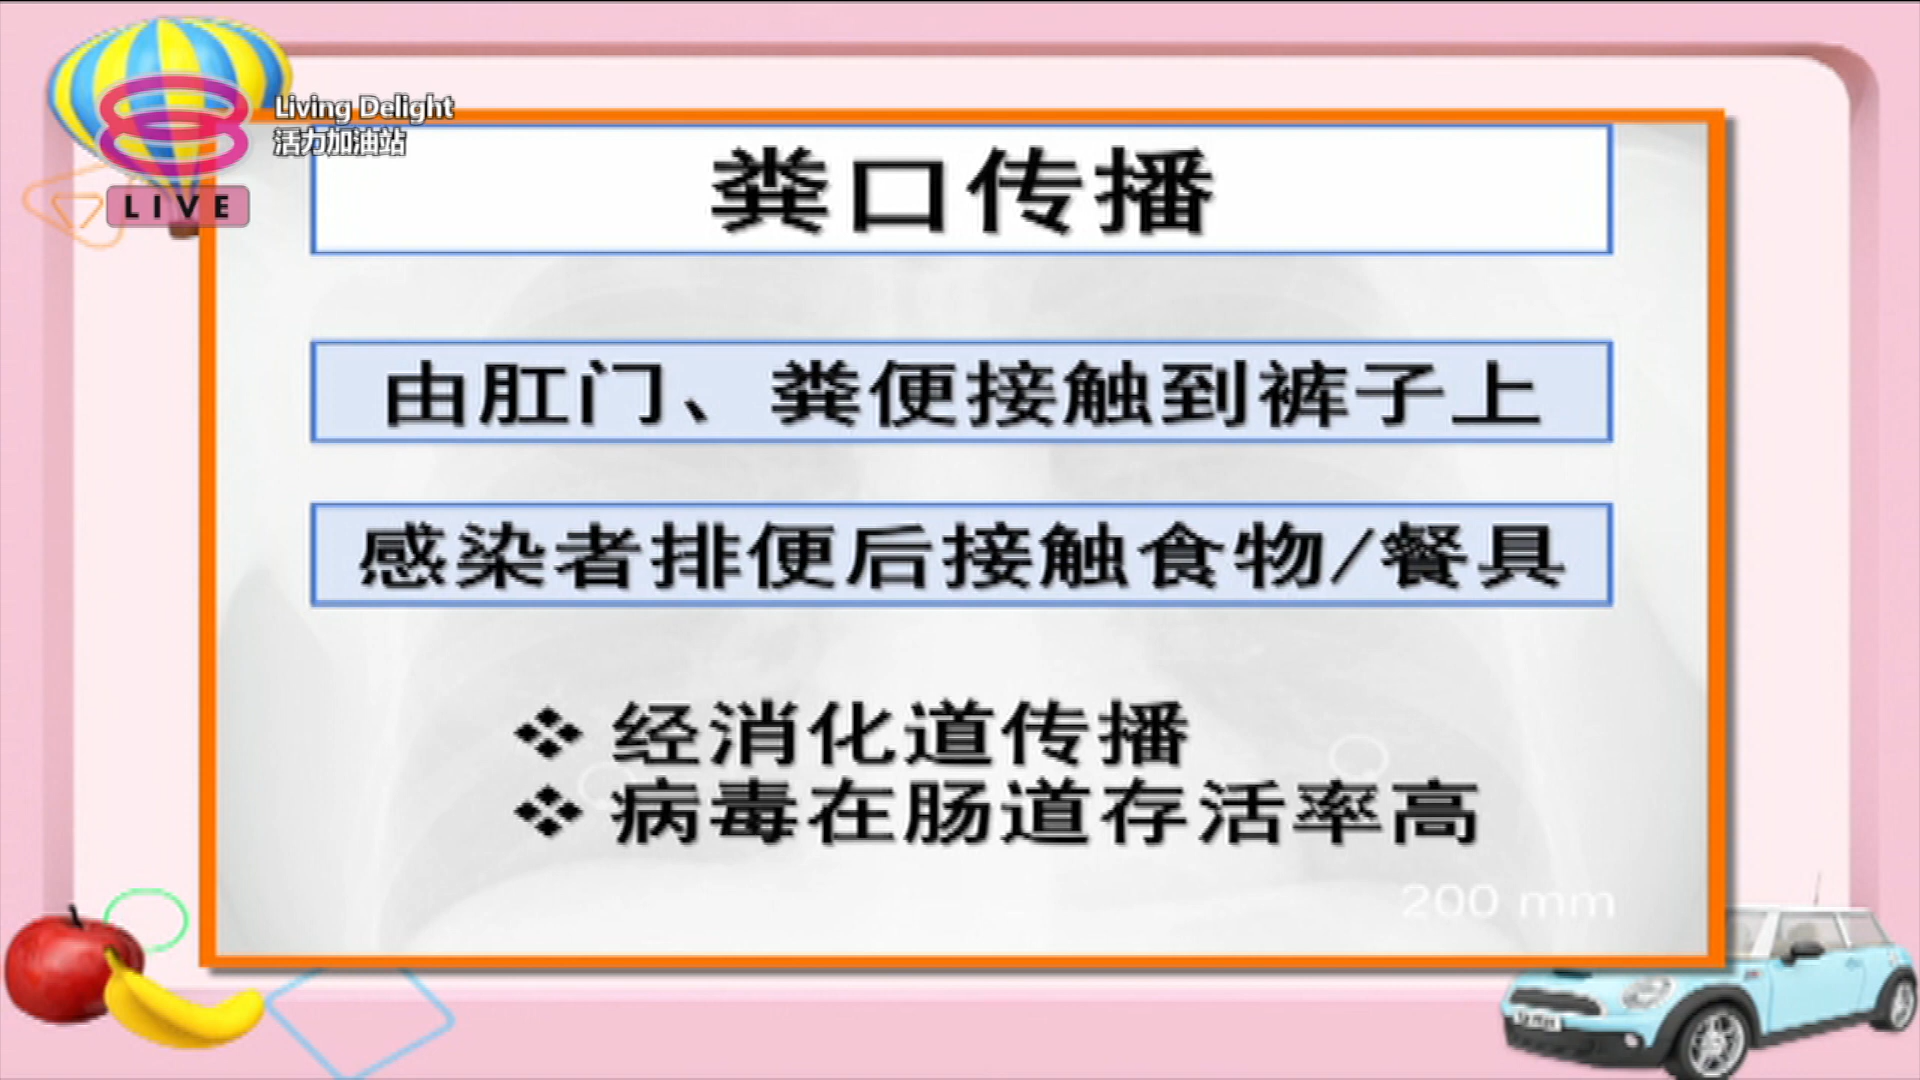 Living Delight
活力加油站
LIVE
粪口传播
由肛门、粪便接触到裤子上
感染者排便后接触食物/餐具
经消化道传播
病毒在肠道存活率高
200 mm